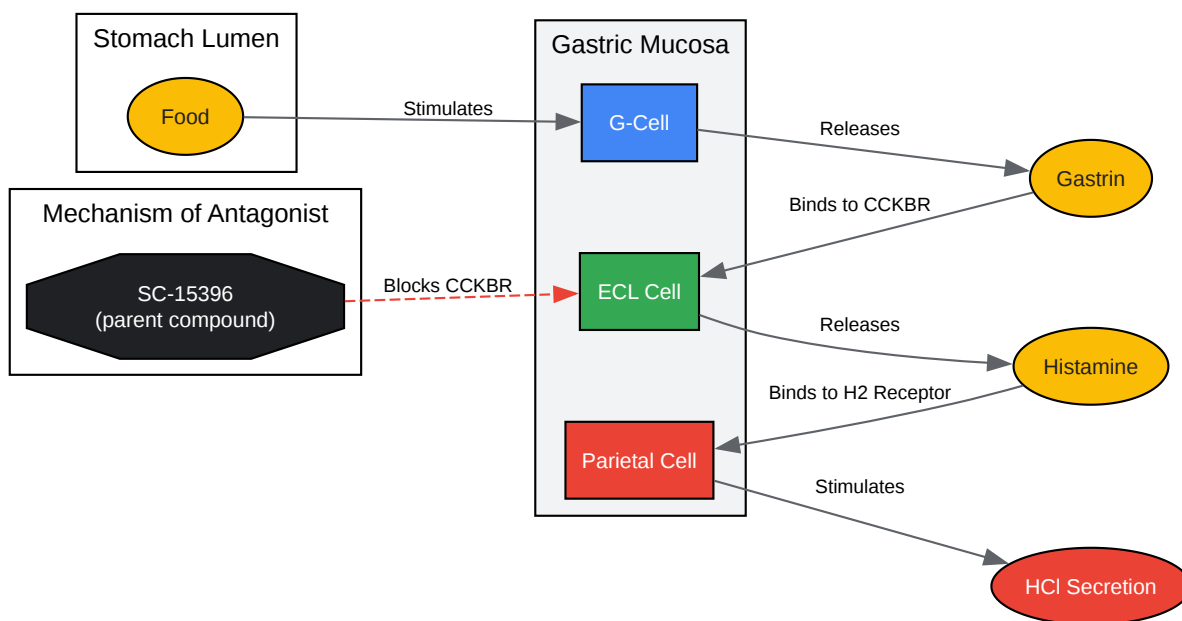 Stomach Lumen
Food
Stimulates
Gastric Mucosa
G-Cell
Releases
Gastrin
Binds to CCKBR
Mechanism of Antagonist
SC-15396
(parent compound)
Blocks CCKBR
ECL Cell
Releases
Histamine
Binds to H2 Receptor
Parietal Cell
Stimulates
HCl Secretion